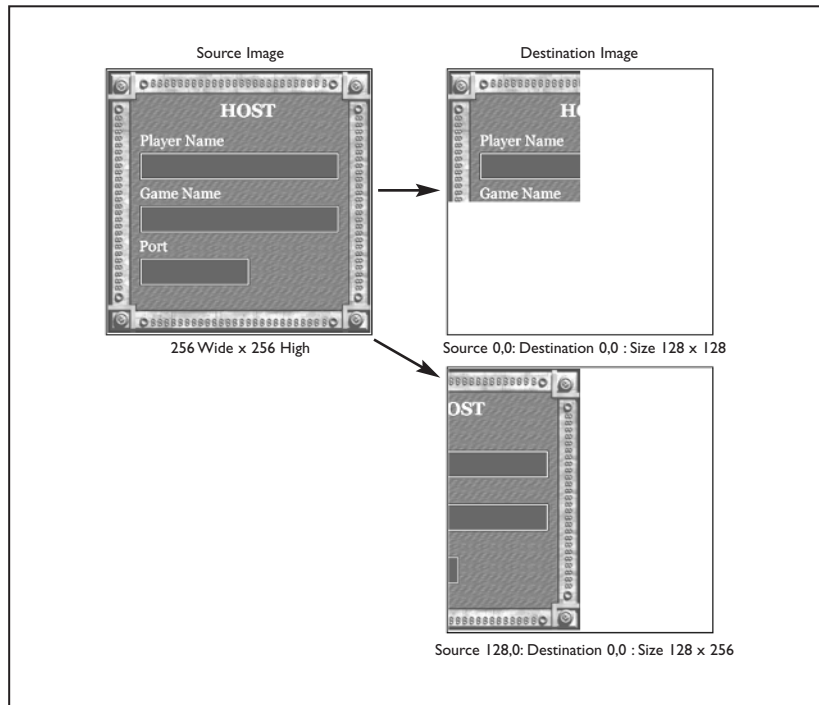 Source Image
HOST
Player Name
Game Name
Port
256 Wide x 256 High
Destination Image
HO
Player Name
Game Name
Source 0,0: Destination 0,0 : Size 128 x 128
OST
Source 128,0: Destination 0,0 : Size 128 x 256